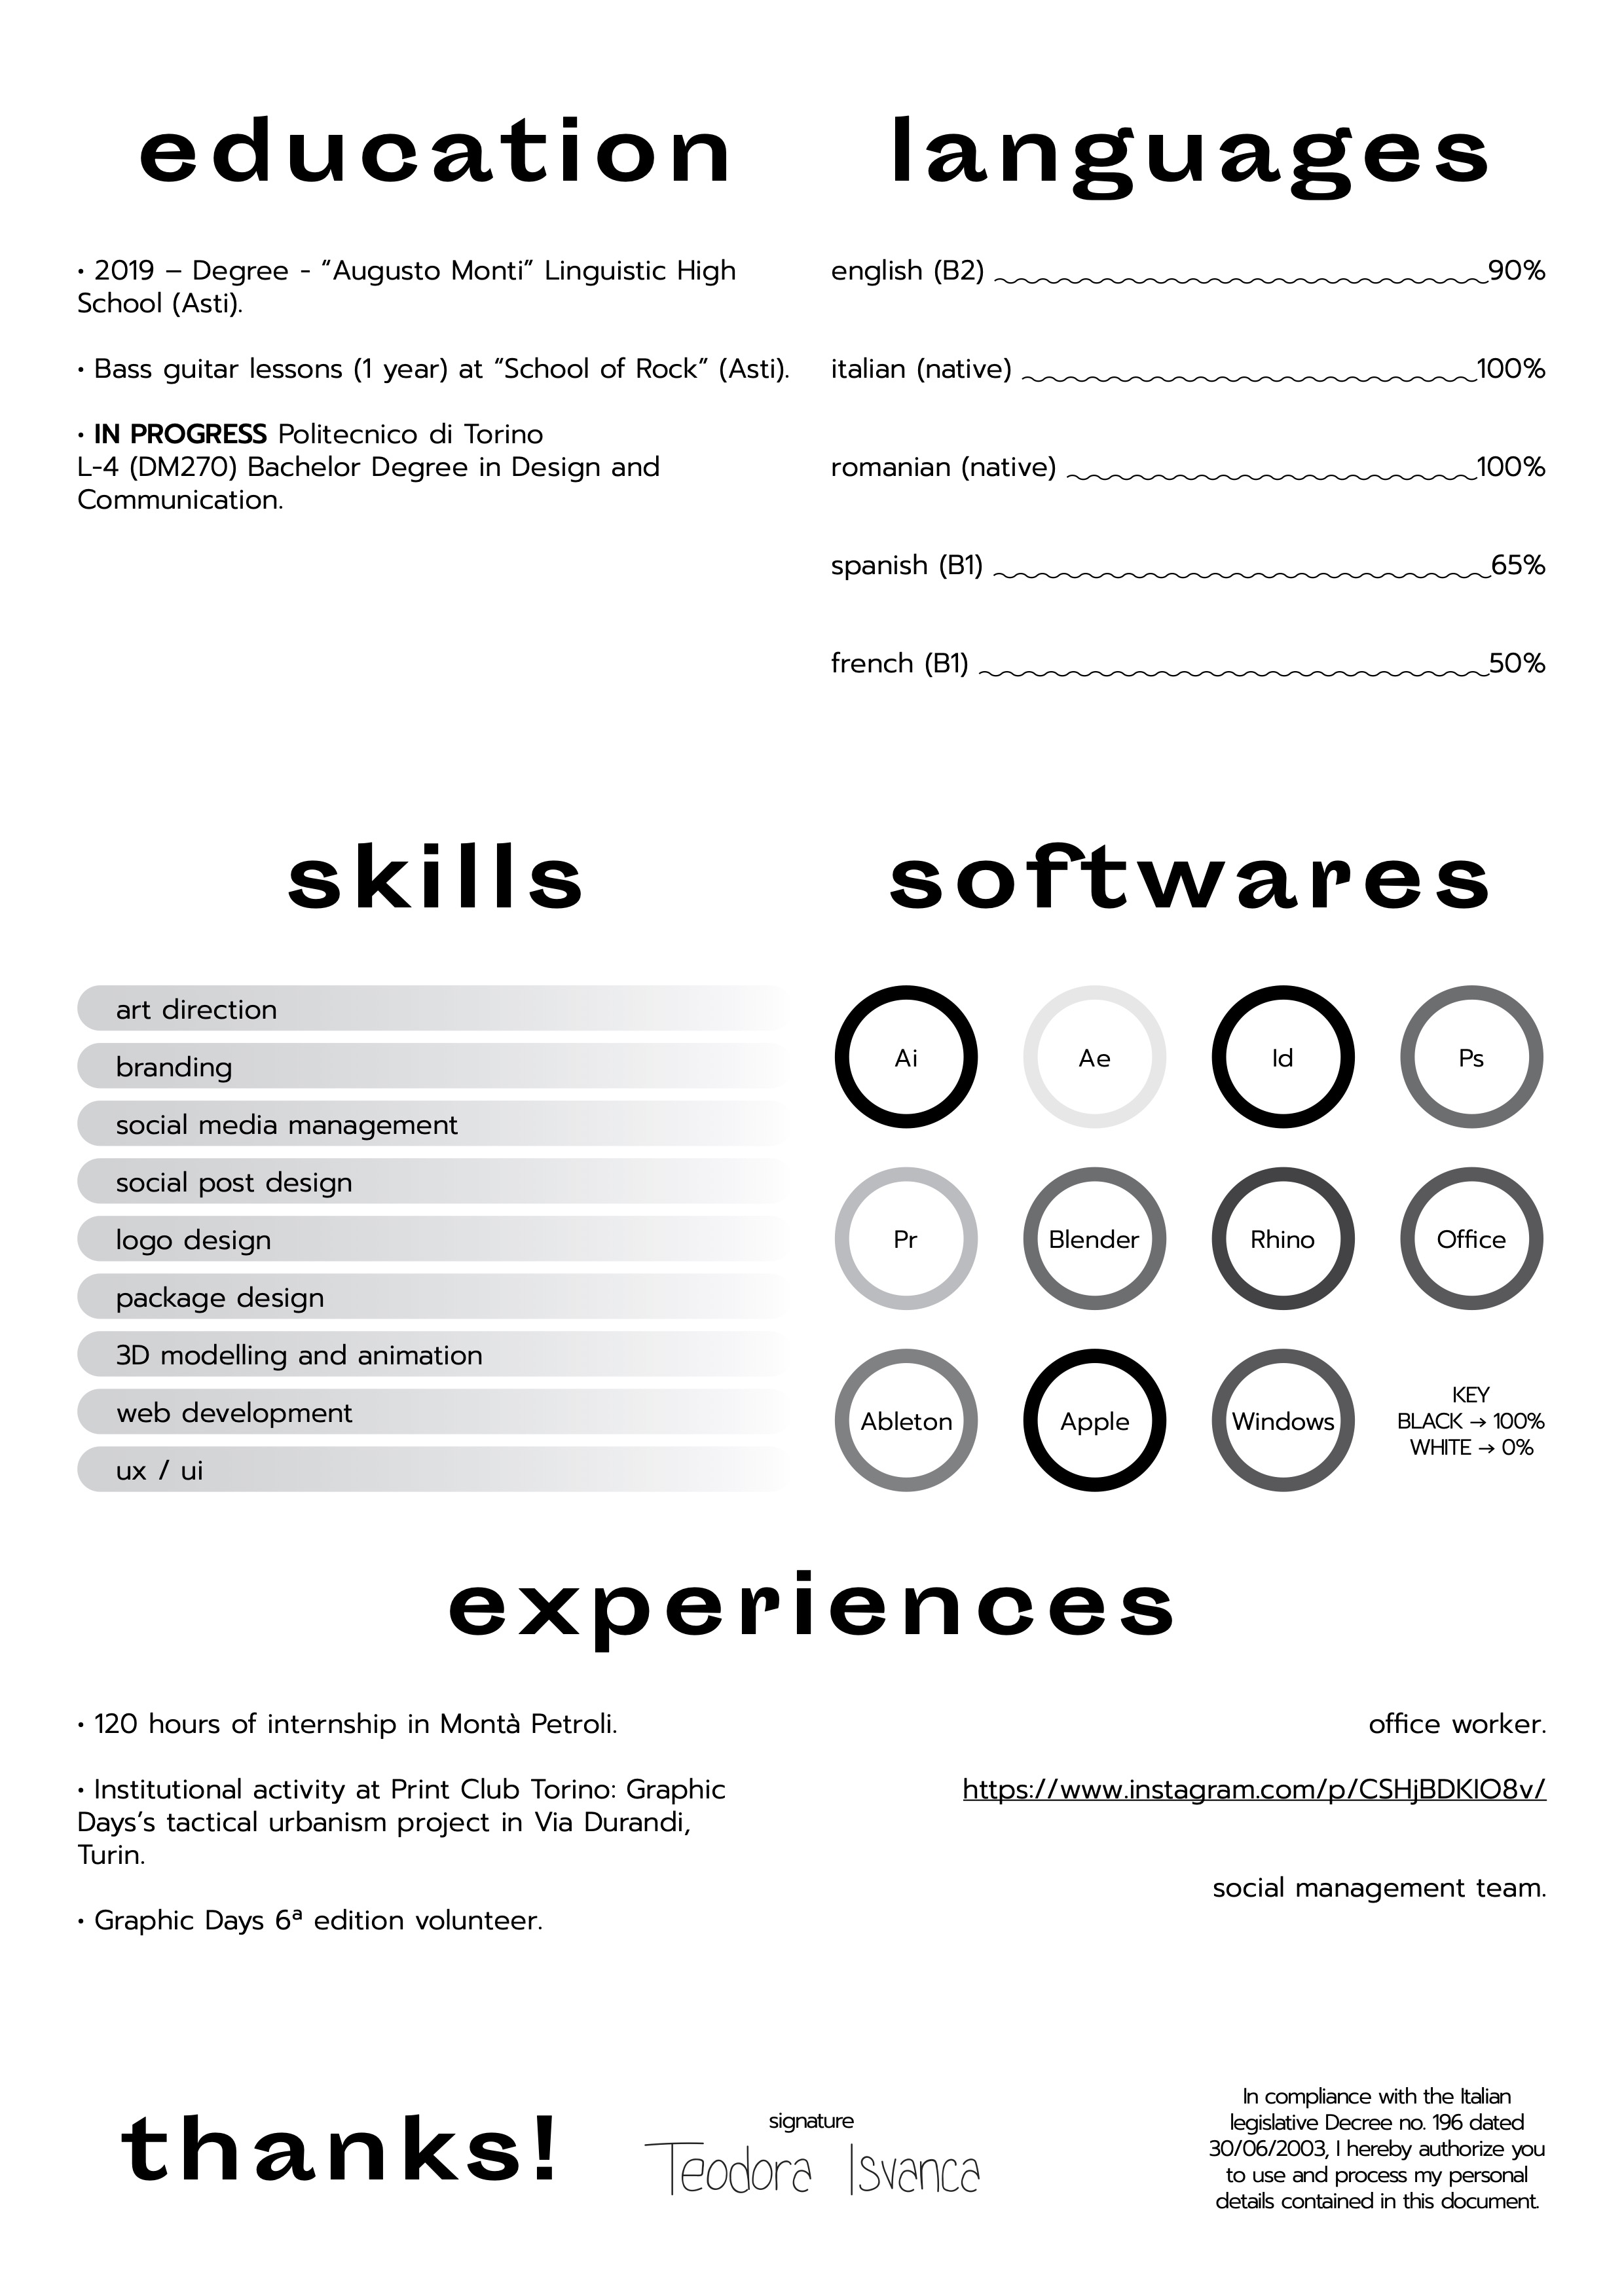 education
• 2019 – Degree - “Augusto Monti” Linguistic High
School (Asti).
• Bass guitar lessons (1 year) at “School of Rock” (Asti).
• IN PROGRESS Politecnico di Torino
L-4 (DM270) Bachelor Degree in Design and
Communication.
languages
english (B2) 90%
italian (native) 100%
romanian (native) 100%
spanish (B1) 65%
french (B1) 50%
skills
art direction
branding
social media management
social post design
logo design
package design
3D modelling and animation
web development
ux / ui
softwares
Ai Ae Id Ps
Pr Blender Rhino Office
Ableton Apple Windows
KEY
BLACK → 100%
WHITE → 0%
experiences
• 120 hours of internship in Montà Petroli.
office worker.
• Institutional activity at Print Club Torino: Graphic
Days’s tactical urbanism project in Via Durandi,
Turin.
https://www.instagram.com/p/CSHjBDKIO8v/
• Graphic Days 6ª edition volunteer.
social management team.
thanks!
signature
Teodora Isvanca
In compliance with the Italian
legislative Decree no. 196 dated
30/06/2003, I hereby authorize you
to use and process my personal
details contained in this document.